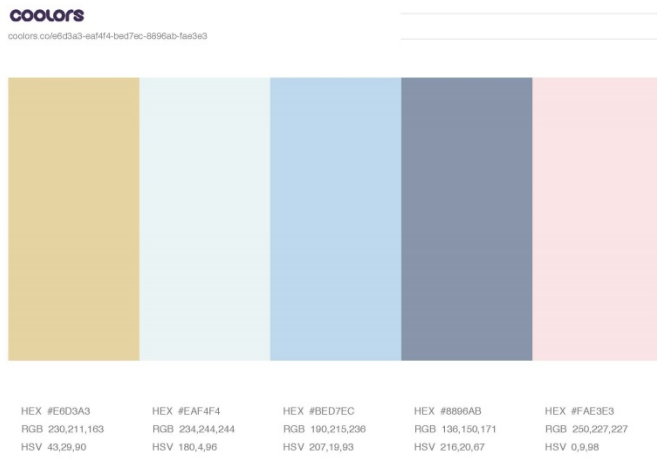 coolors
coolors.co/e6d3a3-eaf4f4-bed7ec-8896ab-fae3e3
HEX #E6D3A3
RGB 230,211,163
HSV 43,29,90
HEX #EAF4F4
RGB 234,244,244
HSV 180,4,96
HEX #BED7EC
RGB 190,215,236
HSV 207,19,93
HEX #8896AB
RGB 136,150,171
HSV 216,20,67
HEX #FAE3E3
RGB 250,227,227
HSV 0,9,98